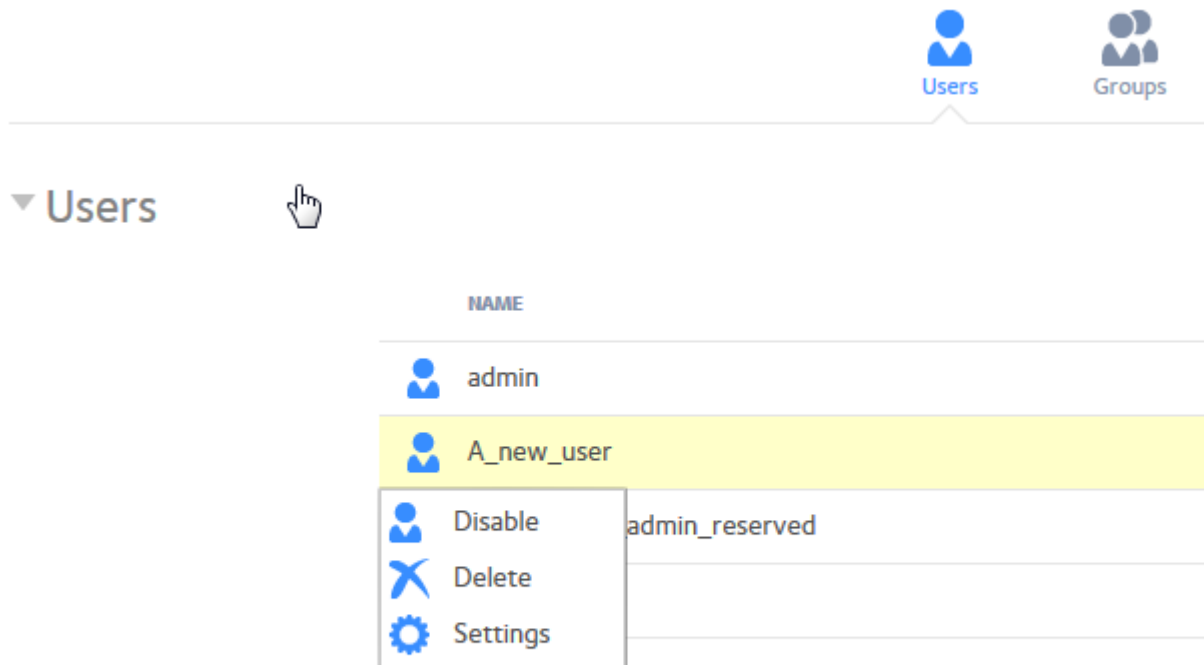 Users
Groups
Users
NAME
admin
A_new_user
Disable
admin_reserved
Delete
Settings